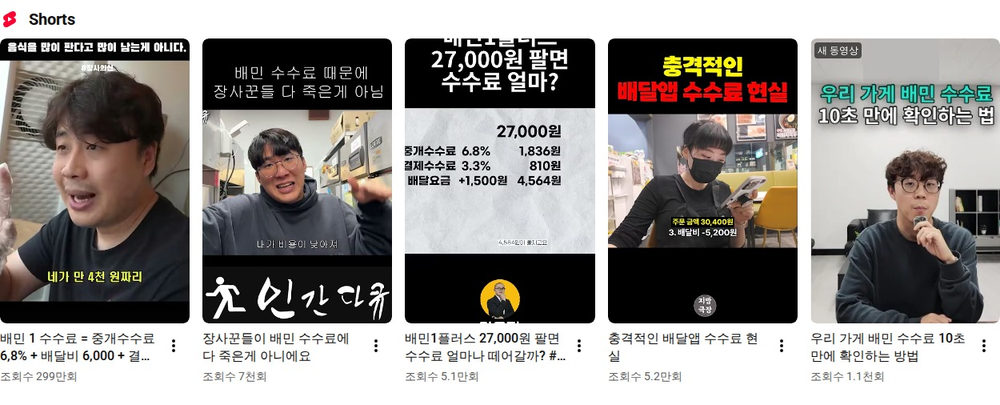 Shorts
음식을 많이 판다고 많이 남는게 아니다.
#장사의신
네가 만 4천 원짜리
배민 1 수수료 = 중개수수료
6,8% + 배달비 6,000 + 결...
조회수 299만회
배민 수수료 때문에
장사꾼들 다 죽은게 아님
내가 비용이 낮아져
인간다큐
장사꾼들이 배민 수수료에
다 죽은게 아니에요
조회수 7천회
배민1플러스
27,000원 팔면
수수료 얼마?
27,000원
중개수수료 6.8% 1,836원
결제수수료 3.3% 810원
배달요금 +1,500원 4,564원
배민1플러스 27,000원 팔면
수수료 얼마나 떼어갈까? #...
조회수 5.1만회
충격적인
배달앱 수수료 현실
주문 금액 30,400원
3. 배달비 -5,200원
극장
충격적인 배달앱 수수료 현
실
조회수 5.2만회
새 동영상
우리 가게 배민 수수료
10초 만에 확인하는 법
우리 가게 배민 수수료 10초
만에 확인하는 방법
조회수 1.1천회